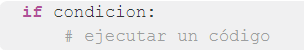 if condicion:
    # ejecutar un código